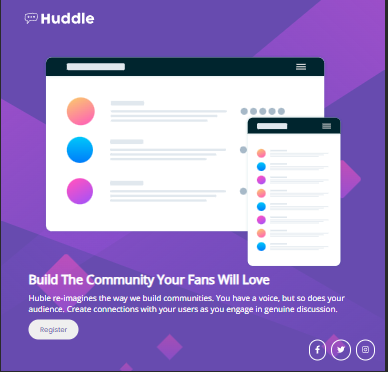 Huddle
Build The Community Your Fans Will Love
Huble re-imagines the way we build communities. You have a voice, but so does your
audience. Create connections with your users as you engage in genuine discussion.
Register